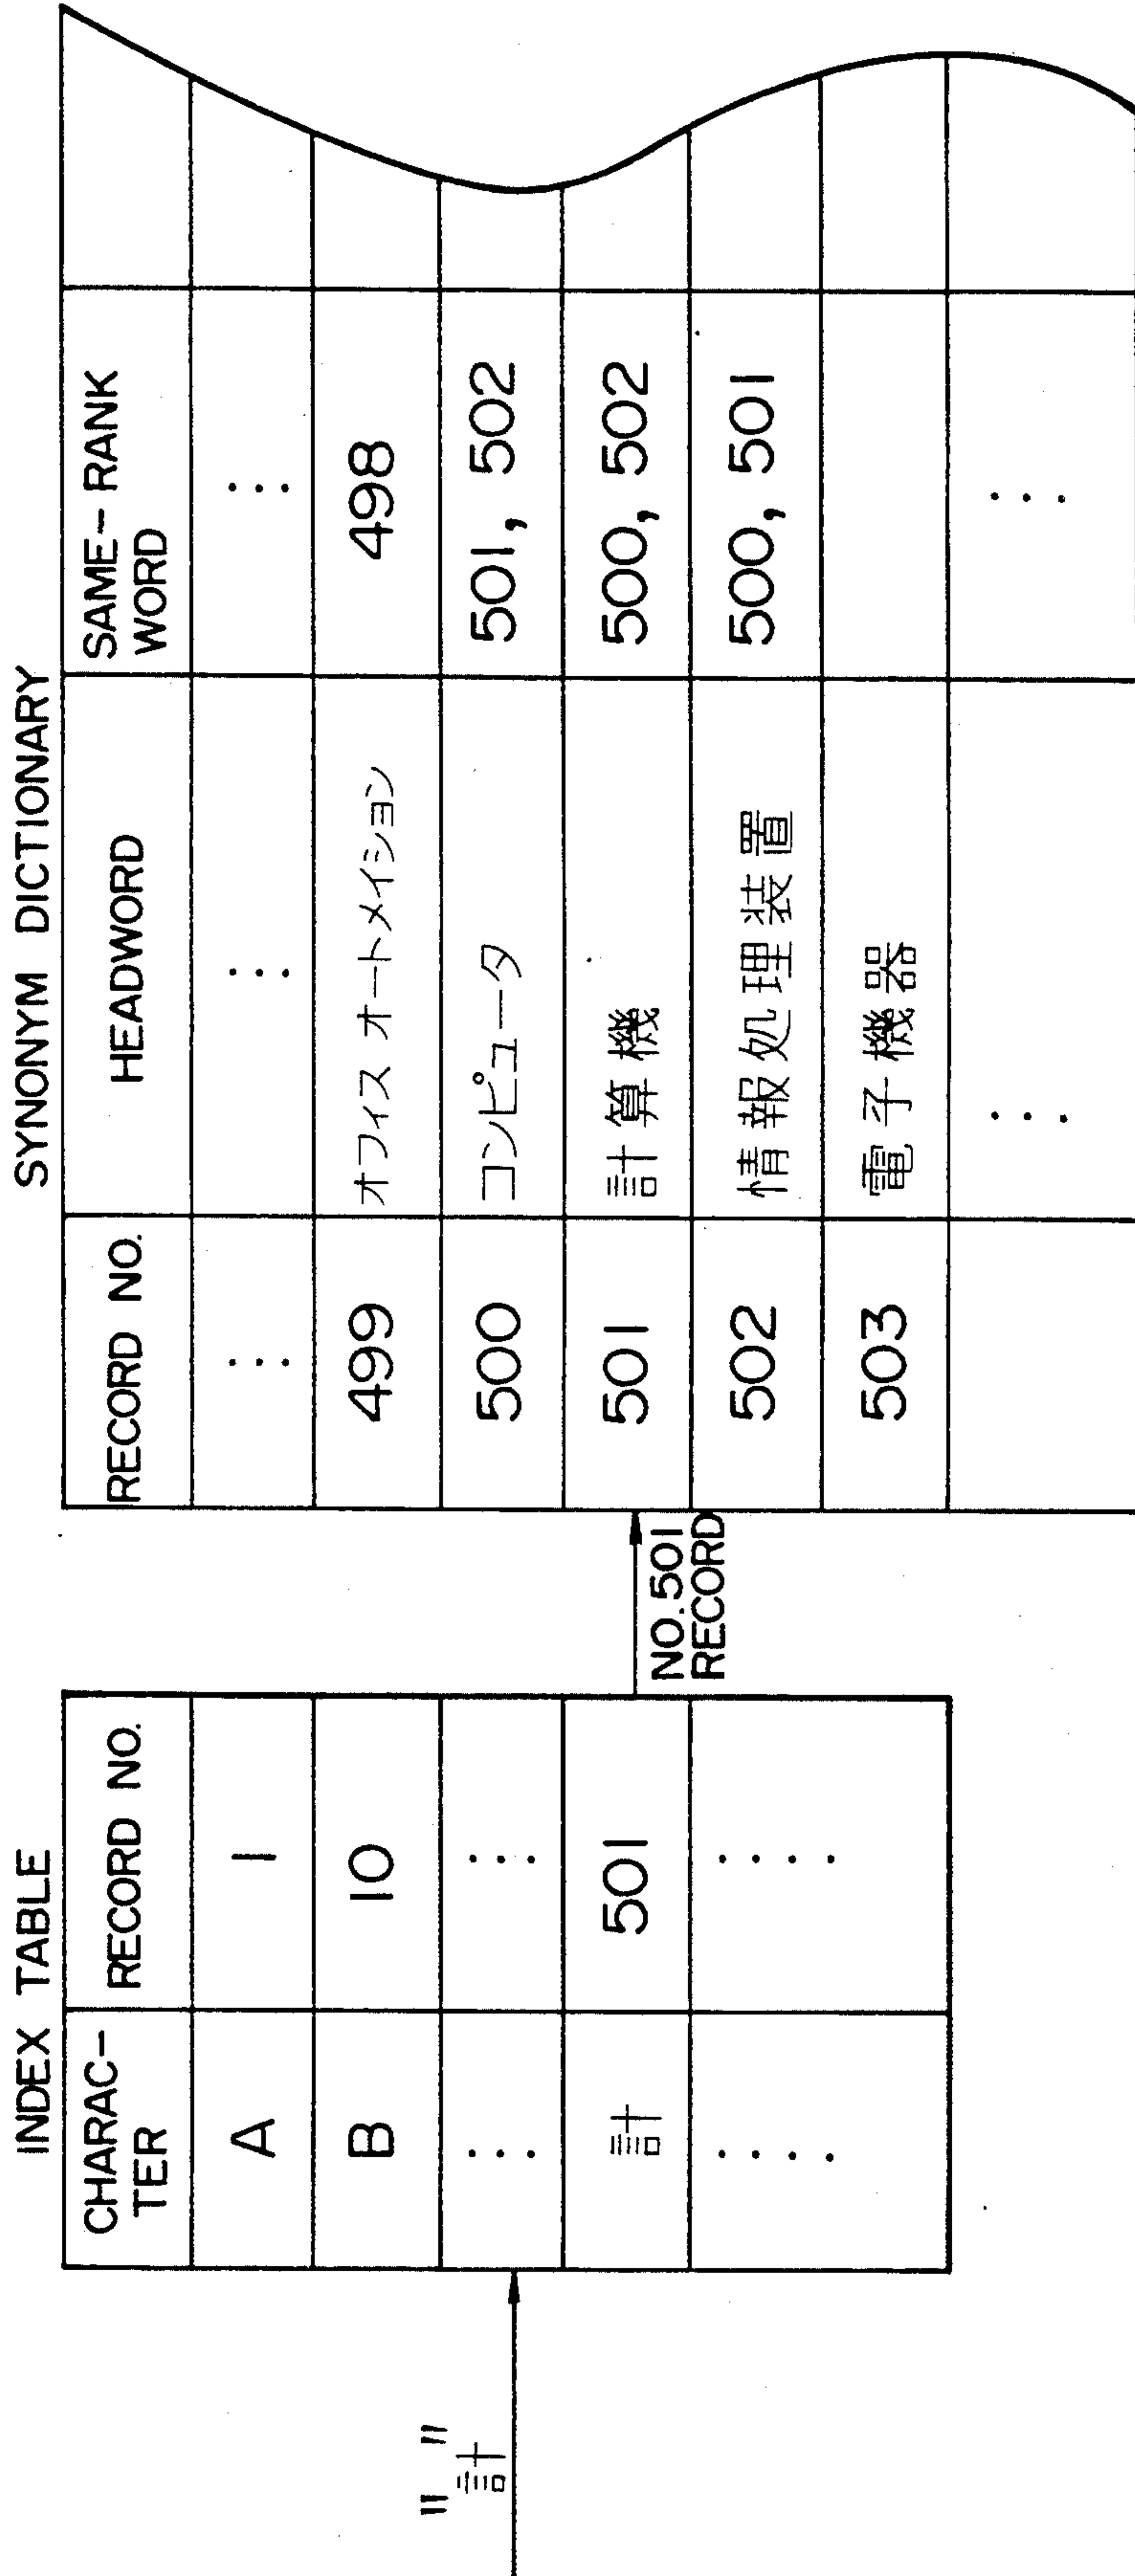 "計"
INDEX TABLE
CHARAC-
TER
RECORD NO.
A 1
B 10
⋮ ⋮
計 501
⋮ ⋮
NO.501
RECORD
SYNONYM DICTIONARY
RECORD NO. HEADWORD SAME-RANK
WORD
⋮ ⋮ ⋮
499 オフィス オートメイション 498
500 コンピュータ 501, 502
501 計算機 500, 502
502 情報処理装置 500, 501
503 電子機器
⋮ ⋮